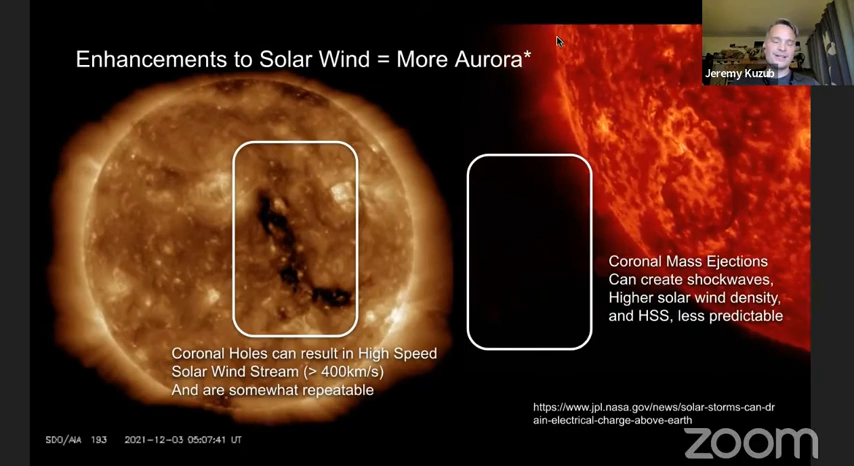 Enhancements to Solar Wind = More Aurora*
Jeremy Kuzub
Coronal Mass Ejections
Can create shockwaves,
Higher solar wind density,
and HSS, less predictable
Coronal Holes can result in High Speed
Solar Wind Stream (> 400km/s)
And are somewhat repeatable
https://www.jpl.nasa.gov/news/solar-storms-can-dr
ain-electrical-charge-above-earth
SDO/AIA 193 2021-12-03 05:07:41 UT
zoom